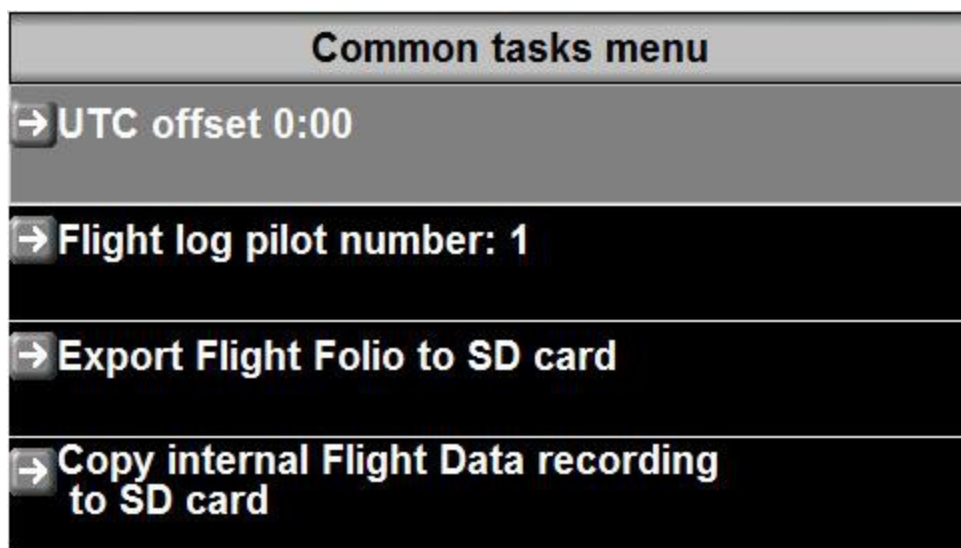 Common tasks menu
UTC offset 0:00
Flight log pilot number: 1
Export Flight Folio to SD card
Copy internal Flight Data recording
to SD card